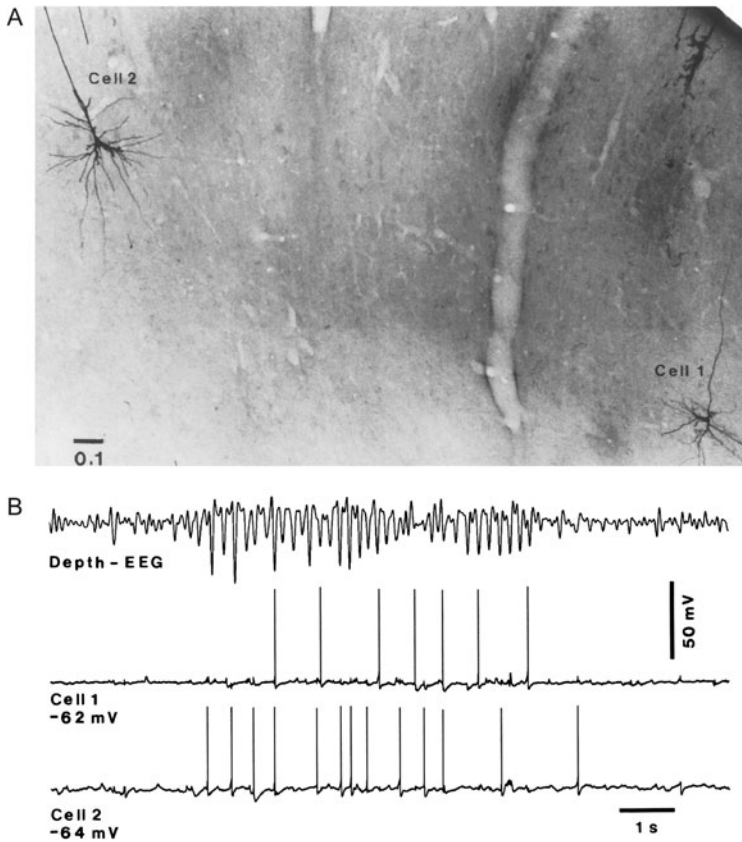 A
Cell 2
Cell 1
0.1
B
Depth - EEG
50 mV
Cell 1
-62 mV
Cell 2
-64 mV
1 s